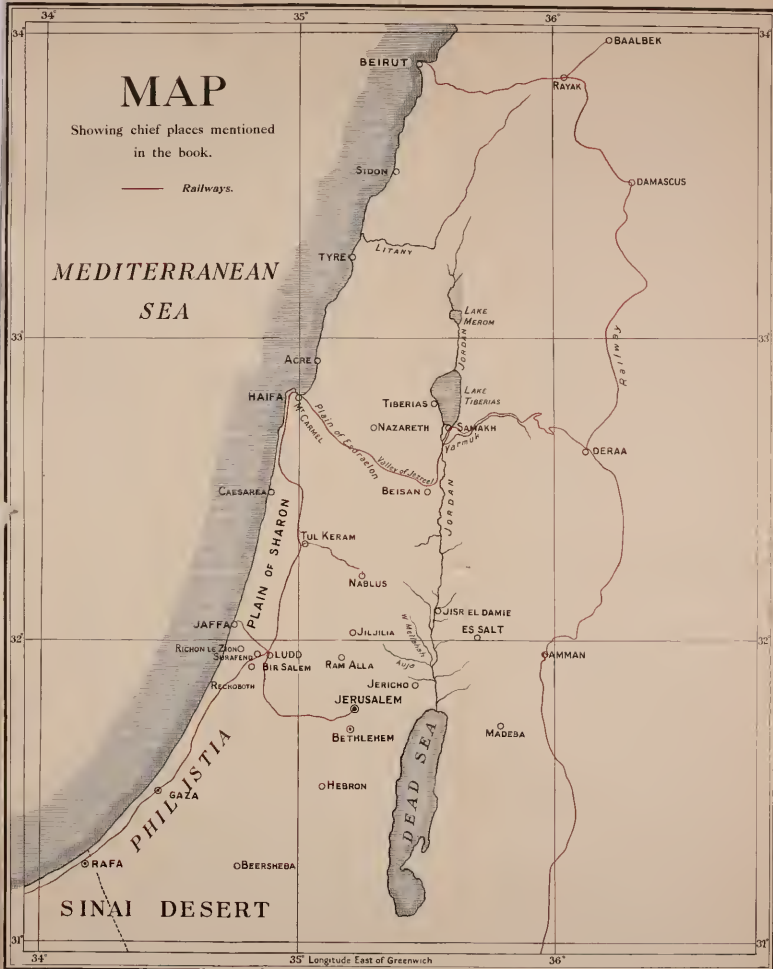 34°
35°
36°
34°
34°
BEIRUT
BAALBEK
RAYAK
MAP
Showing chief places mentioned
in the book.
Railways.
SIDON
DAMASCUS
MEDITERRANEAN
SEA
LITANY
TYRE
LAKE
MEROM
33°
33°
JORDAN
Railway
ACRE
LAKE
TIBERIAS
HAIFA
MT CARMEL
TIBERIAS
Plain of Esdraelon
NAZARETH
SAMAKH
Yarmuk
DERAA
Valley of Jezreel
BEISAN
CAESAREA
JORDAN
PLAIN OF SHARON
TUL KERAM
NABLUS
JISR EL DAMIE
JAFFA
JILJILIA
ES SALT
32°
32°
W. Mellahah
RICHON LE ZION
SURAFEND
LUDD
RAM ALLA
Auja
AMMAN
BIR SALEM
RECHOBOTH
JERICHO
JERUSALEM
BETHLEHEM
MADEBA
PHILISTIA
DEAD SEA
HEBRON
GAZA
RAFA
BEERSHEBA
SINAI DESERT
31°
31°
34°
35°
Longitude East of Greenwich
36°